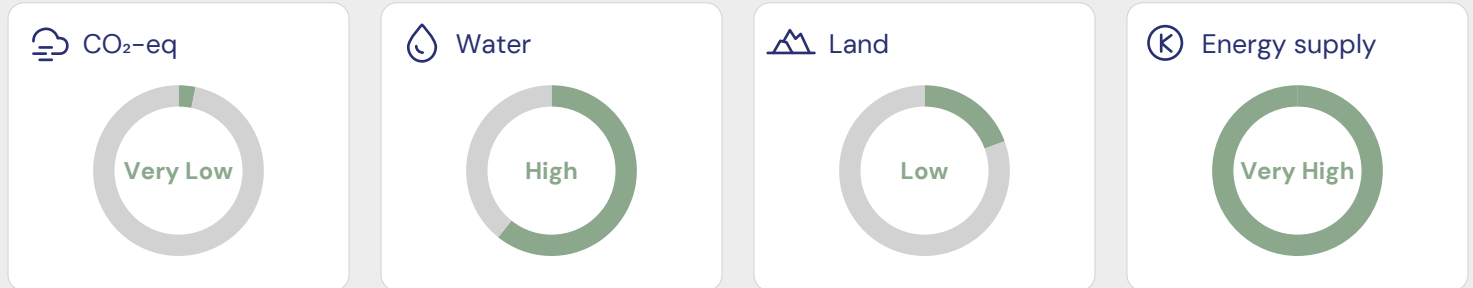 CO₂-eq
Very Low
Water
High
Land
Low
Energy supply
Very High